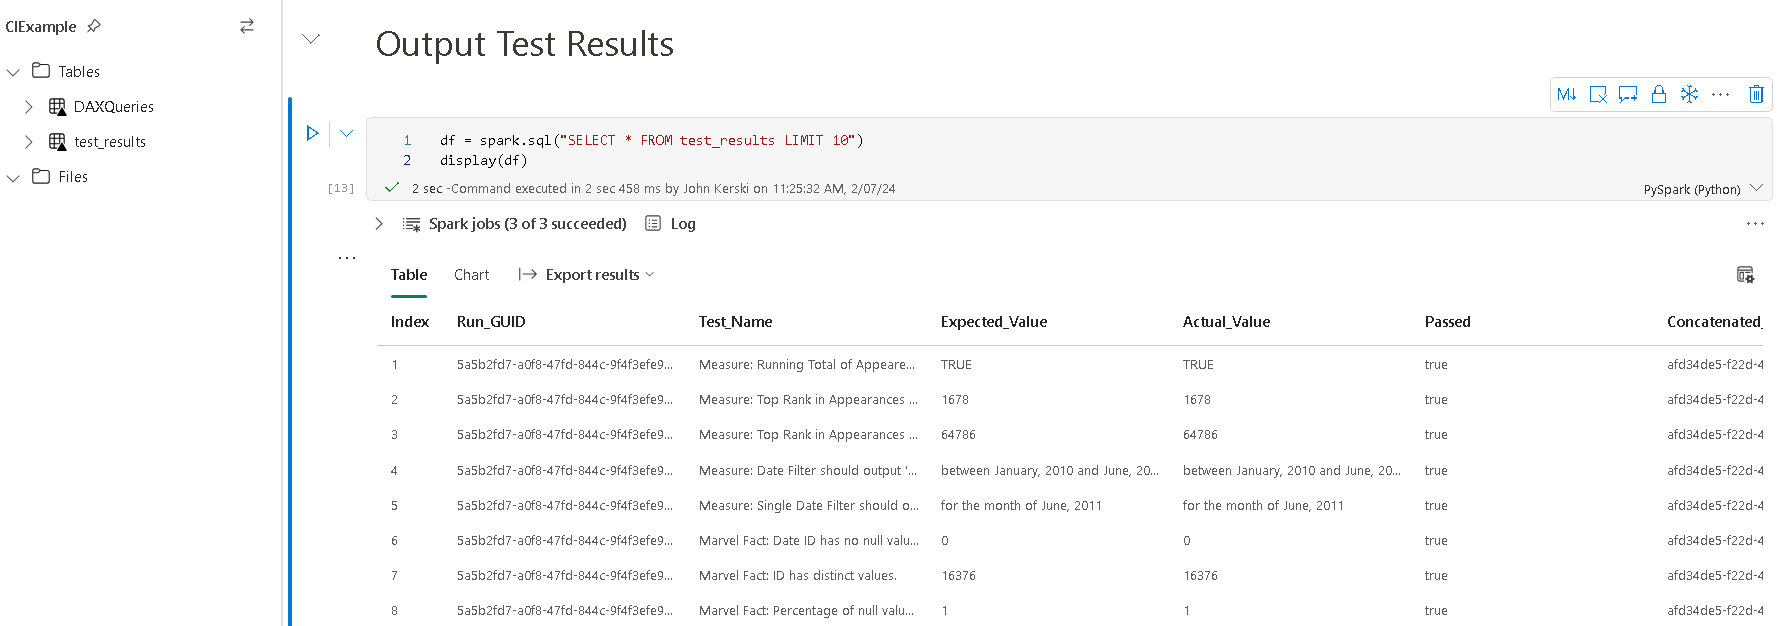 CIExample
Tables
DAXQueries
test_results
Files
Output Test Results
M↓
1 df = spark.sql("SELECT * FROM test_results LIMIT 10")
2 display(df)
[13] 2 sec -Command executed in 2 sec 458 ms by John Kerski on 11:25:32 AM, 2/07/24 PySpark (Python)
Spark jobs (3 of 3 succeeded) Log
Table Chart Export results
Index Run_GUID Test_Name Expected_Value Actual_Value Passed Concatenated_
1 5a5b2fd7-a0f8-47fd-844c-9f4f3efe9... Measure: Running Total of Appeare... TRUE TRUE true afd34de5-f22d-4
2 5a5b2fd7-a0f8-47fd-844c-9f4f3efe9... Measure: Top Rank in Appearances ... 1678 1678 true afd34de5-f22d-4
3 5a5b2fd7-a0f8-47fd-844c-9f4f3efe9... Measure: Top Rank in Appearances ... 64786 64786 true afd34de5-f22d-4
4 5a5b2fd7-a0f8-47fd-844c-9f4f3efe9... Measure: Date Filter should output '... between January, 2010 and June, 20... between January, 2010 and June, 20... true afd34de5-f22d-4
5 5a5b2fd7-a0f8-47fd-844c-9f4f3efe9... Measure: Single Date Filter should o... for the month of June, 2011 for the month of June, 2011 true afd34de5-f22d-4
6 5a5b2fd7-a0f8-47fd-844c-9f4f3efe9... Marvel Fact: Date ID has no null valu... 0 0 true afd34de5-f22d-4
7 5a5b2fd7-a0f8-47fd-844c-9f4f3efe9... Marvel Fact: ID has distinct values. 16376 16376 true afd34de5-f22d-4
8 5a5b2fd7-a0f8-47fd-844c-9f4f3efe9... Marvel Fact: Percentage of null valu... 1 1 true afd34de5-f22d-4